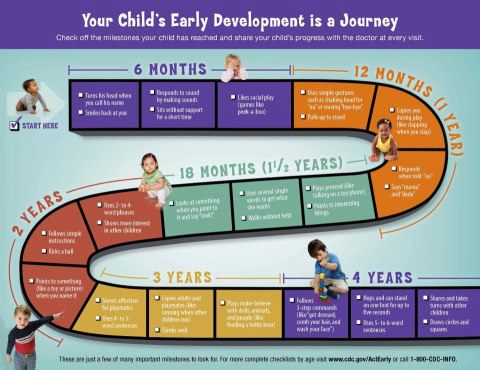 Your Child's Early Development is a Journey
Check off the milestones your child has reached and share your child's progress with the doctor at every visit.
6 MONTHS
12 MONTHS (1 YEAR)
START HERE
Turns his head when
you call his name
Smiles back at you
Responds to sound
by making sounds
Sits without support
for a short time
Likes social play
(games like
peek-a-boo)
Uses simple gestures
such as shaking head for
"no" or waving "bye-bye"
Pulls up to stand
Copies you
during play
(like clapping
when you clap)
Responds
when told "no"
Says "mama"
and "dada"
18 MONTHS (1½ YEARS)
Plays pretend (like
talking on a toy phone)
Points to interesting
things
Uses several single
words to get what
she wants
Walks without help
Looks at something
when you point to
it and say "look!"
2 YEARS
Uses 2- to 4-
word phrases
Shows more interest
in other children
Follows simple
instructions
Kicks a ball
Points to something
(like a toy or picture)
when you name it
3 YEARS
Shows affection
for playmates
Uses 4- to 5-
word sentences
Copies adults and
playmates (like
running when other
children run)
Climbs well
Plays make-believe
with dolls, animals,
and people (like
feeding a teddy bear)
4 YEARS
Follows
3-step commands
(like "get dressed,
comb your hair, and
wash your face")
Hops and can stand
on one foot for up to
five seconds
Uses 5- to 6-word
sentences
Shares and takes
turns with other
children
Draws circles and
squares
These are just a few of many important milestones to look for. For more complete checklists by age visit www.cdc.gov/ActEarly or call 1-800-CDC-INFO.